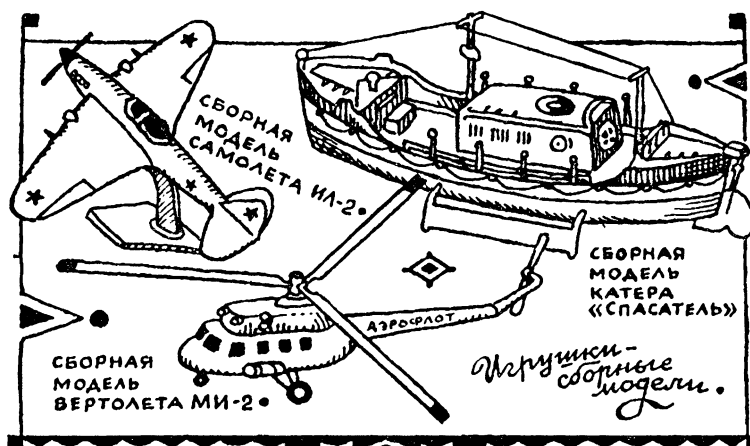 СБОРНАЯ
МОДЕЛЬ
САМОЛЕТА ИЛ-2.
СБОРНАЯ
МОДЕЛЬ
КАТЕРА
«СПАСАТЕЛЬ»
АЭРОФЛОТ
СБОРНАЯ
МОДЕЛЬ
ВЕРТОЛЕТА МИ-2.
Игрушки-
сборные
модели.